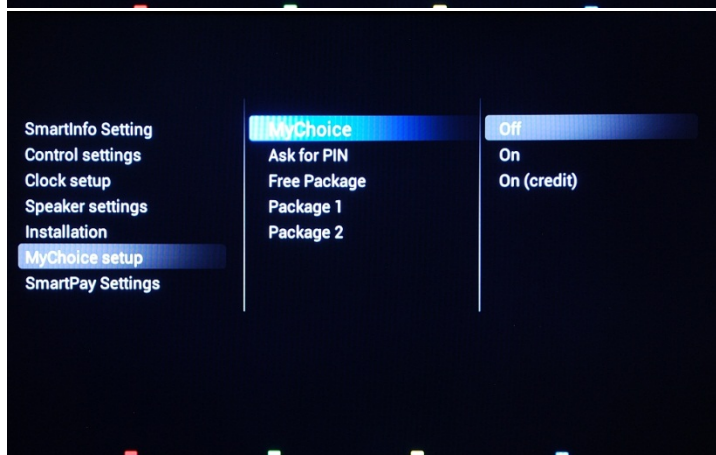 SmartInfo Setting
Control settings
Clock setup
Speaker settings
Installation
MyChoice setup
SmartPay Settings
MyChoice
Ask for PIN
Free Package
Package 1
Package 2
Off
On
On (credit)